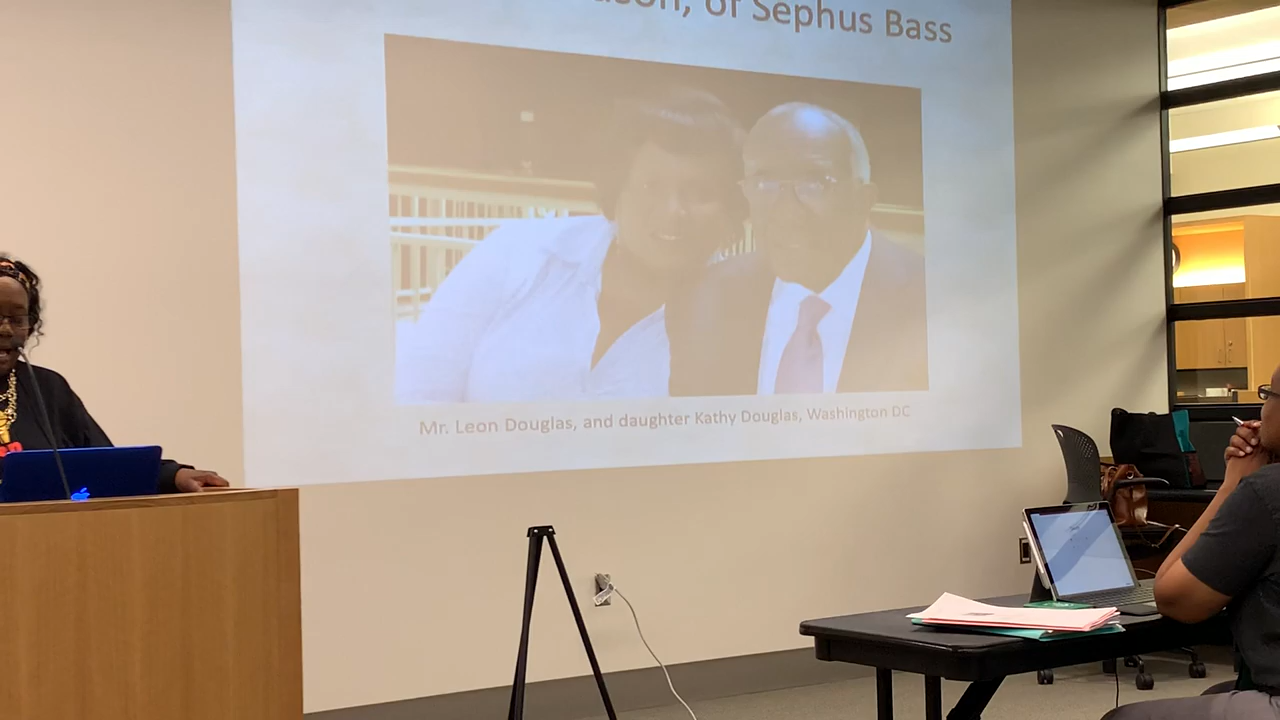 of Sephus Bass
Mr. Leon Douglas, and daughter Kathy Douglas, Washington DC